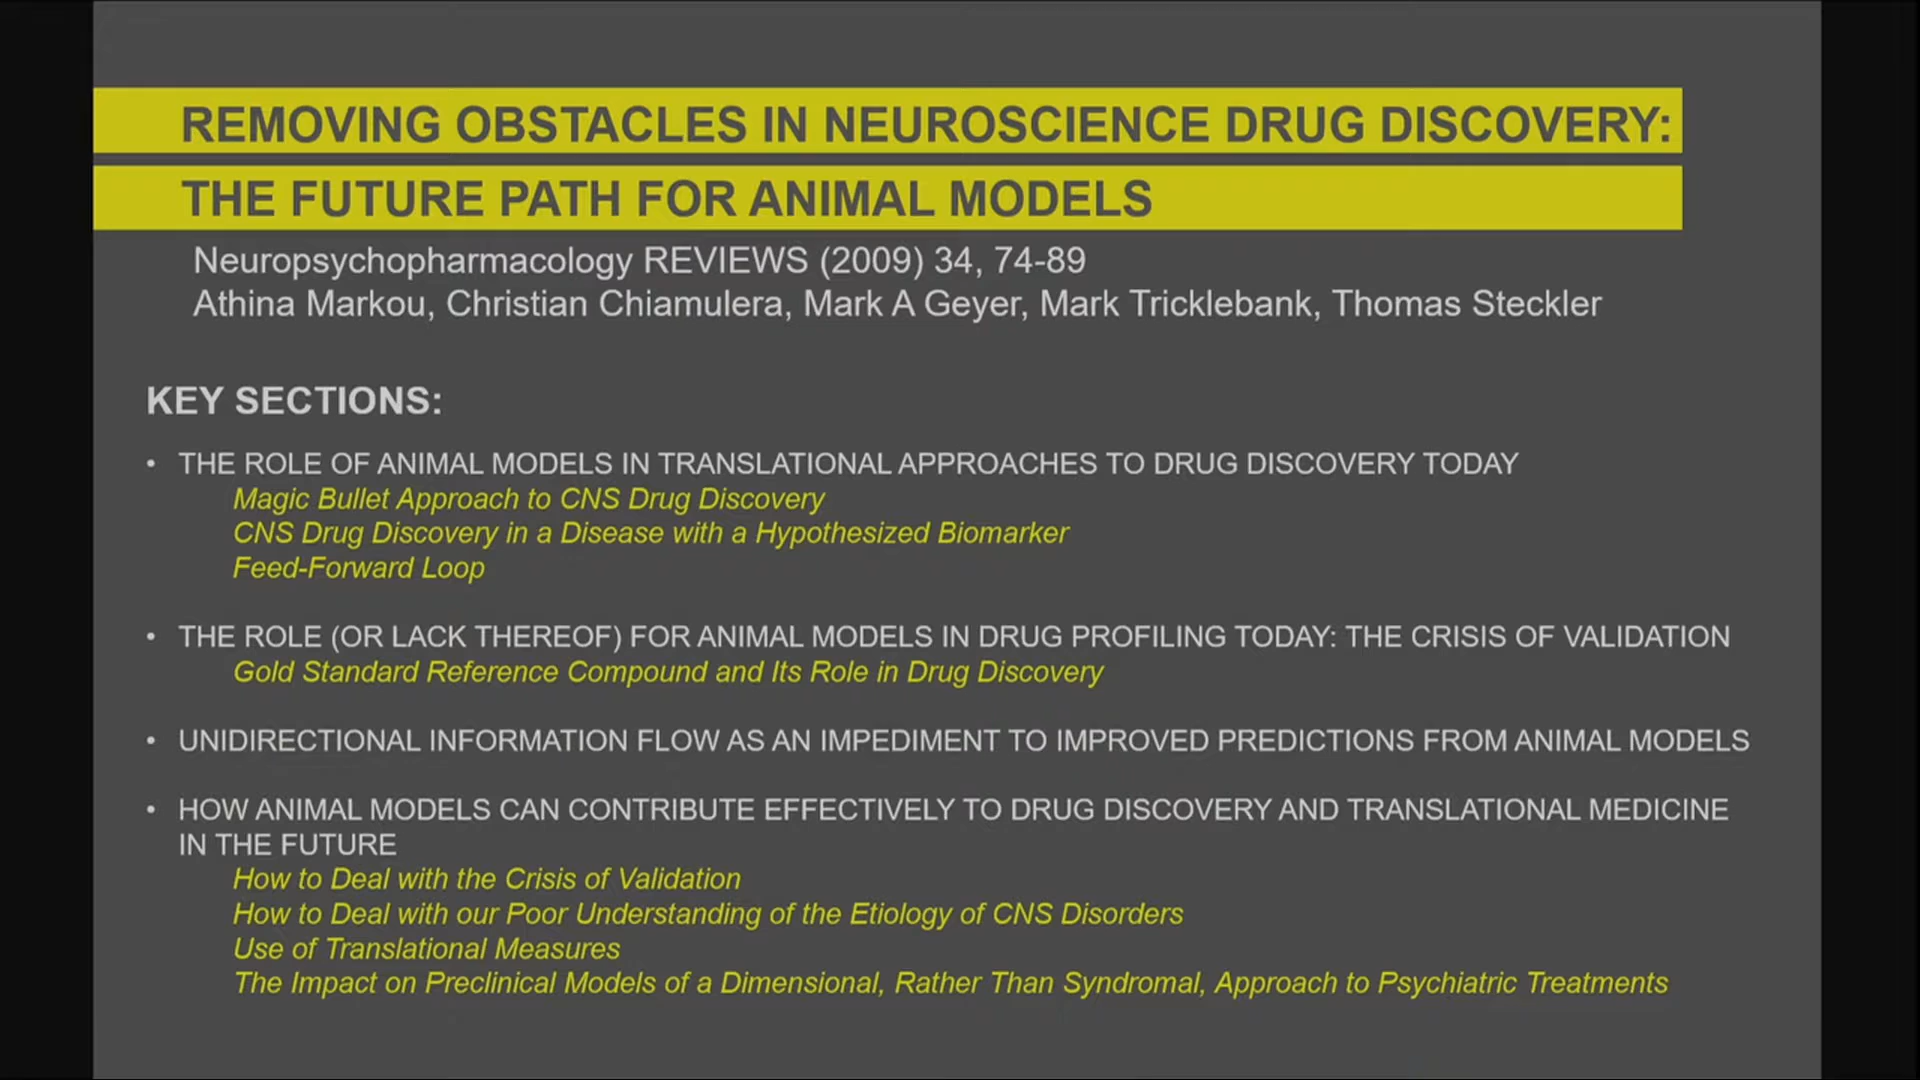 REMOVING OBSTACLES IN NEUROSCIENCE DRUG DISCOVERY:
THE FUTURE PATH FOR ANIMAL MODELS
Neuropsychopharmacology REVIEWS (2009) 34, 74-89
Athina Markou, Christian Chiamulera, Mark A Geyer, Mark Tricklebank, Thomas Steckler
KEY SECTIONS:
• THE ROLE OF ANIMAL MODELS IN TRANSLATIONAL APPROACHES TO DRUG DISCOVERY TODAY
Magic Bullet Approach to CNS Drug Discovery
CNS Drug Discovery in a Disease with a Hypothesized Biomarker
Feed-Forward Loop
• THE ROLE (OR LACK THEREOF) FOR ANIMAL MODELS IN DRUG PROFILING TODAY: THE CRISIS OF VALIDATION
Gold Standard Reference Compound and Its Role in Drug Discovery
• UNIDIRECTIONAL INFORMATION FLOW AS AN IMPEDIMENT TO IMPROVED PREDICTIONS FROM ANIMAL MODELS
• HOW ANIMAL MODELS CAN CONTRIBUTE EFFECTIVELY TO DRUG DISCOVERY AND TRANSLATIONAL MEDICINE
IN THE FUTURE
How to Deal with the Crisis of Validation
How to Deal with our Poor Understanding of the Etiology of CNS Disorders
Use of Translational Measures
The Impact on Preclinical Models of a Dimensional, Rather Than Syndromal, Approach to Psychiatric Treatments